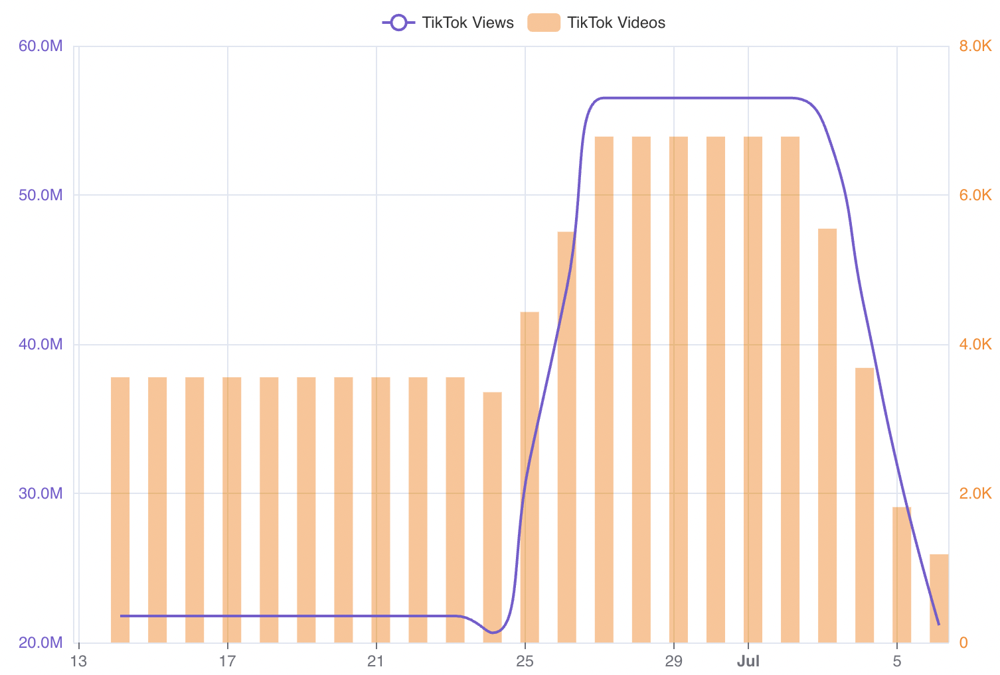 TikTok Views TikTok Videos
60.0M 8.0K
50.0M 6.0K
40.0M 4.0K
30.0M 2.0K
20.0M 0
13 17 21 25 29 Jul 5